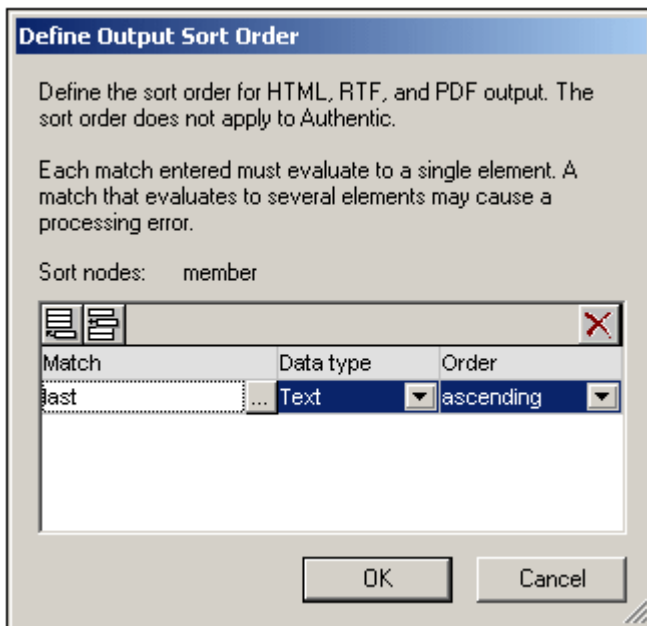 Define Output Sort Order
Define the sort order for HTML, RTF, and PDF output. The
sort order does not apply to Authentic.
Each match entered must evaluate to a single element. A
match that evaluates to several elements may cause a
processing error.
Sort nodes: member
Match Data type Order
last ... Text ascending
OK Cancel